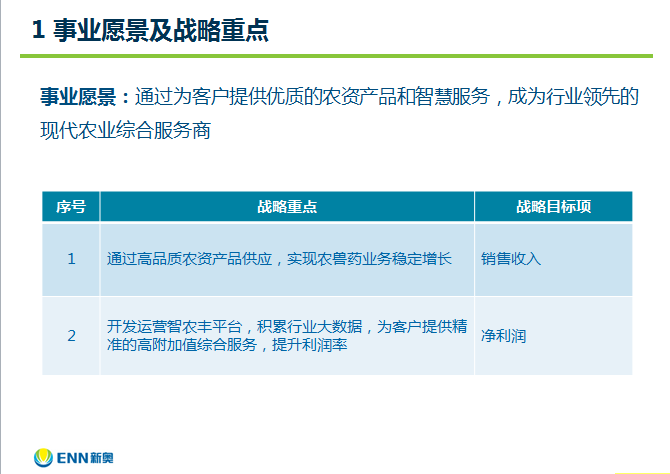 1 事业愿景及战略重点
事业愿景：通过为客户提供优质的农资产品和智慧服务，成为行业领先的
现代农业综合服务商
序号 战略重点 战略目标项
1 通过高品质农资产品供应，实现农兽药业务稳定增长 销售收入
2 开发运营智农丰平台，积累行业大数据，为客户提供精
准的高附加值综合服务，提升利润率 净利润
ENN新奥